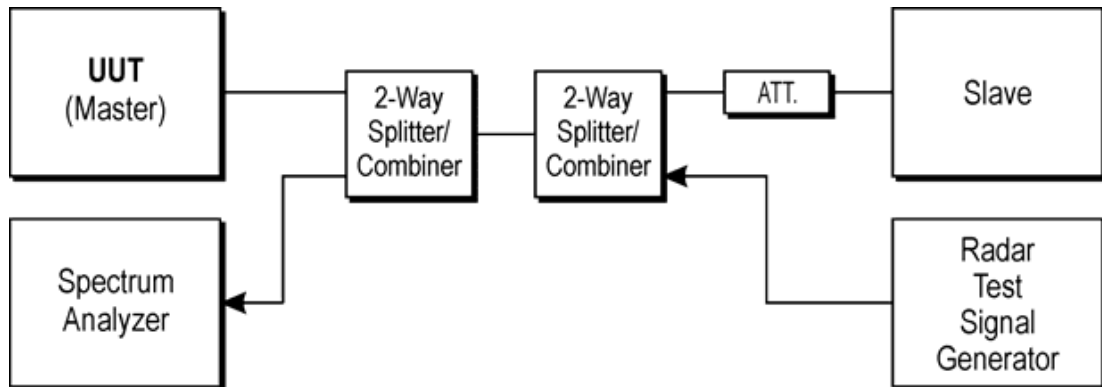 UUT
(Master)
2-Way
Splitter/
Combiner
2-Way
Splitter/
Combiner
ATT.
Slave
Spectrum
Analyzer
Radar
Test
Signal
Generator